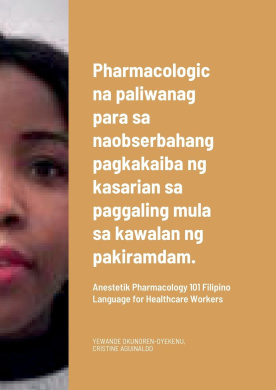 Pharmacologic
na paliwanag
para sa
naobserbahang
pagkakaiba ng
kasarian sa
paggaling mula
sa kawalan ng
pakiramdam.
Anestetik Pharmacology 101 Filipino
Language for Healthcare Workers
YEWANDE OKUNOREN-OYEKENU,
CRISTINE AGUINALDO